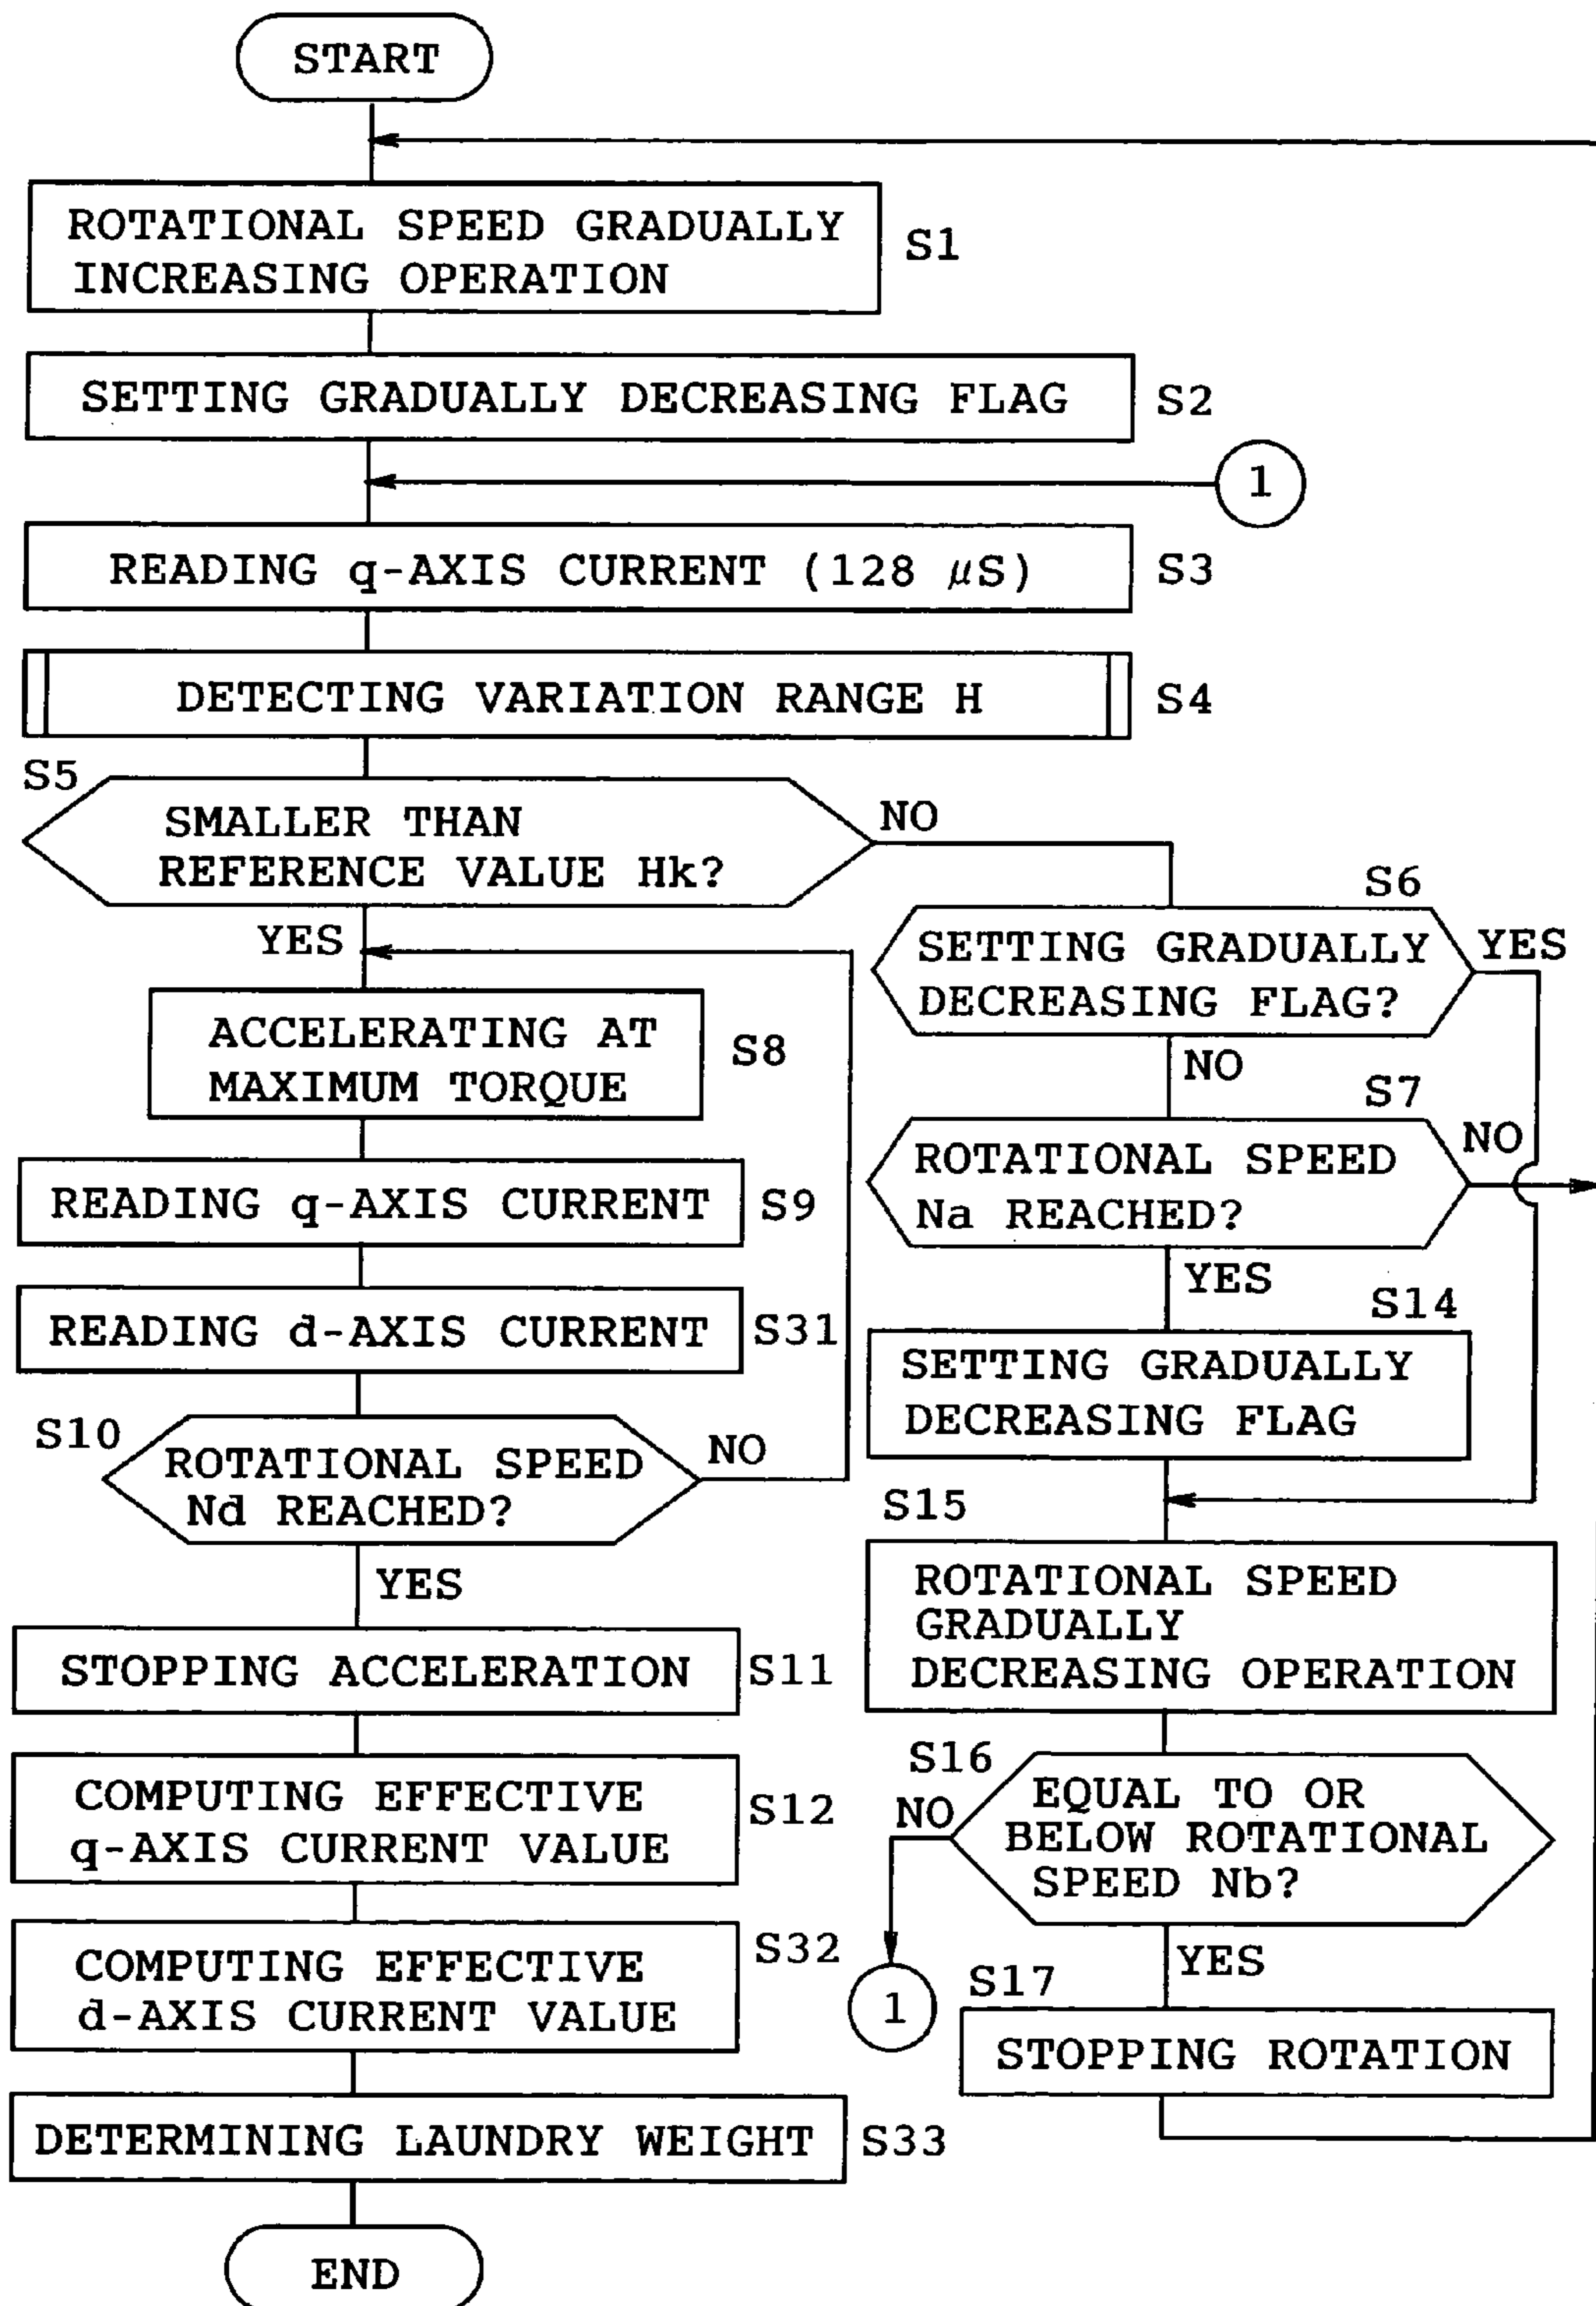 START
ROTATIONAL SPEED GRADUALLY
INCREASING OPERATION
S1
SETTING GRADUALLY DECREASING FLAG
S2
1
READING q-AXIS CURRENT (128 μS)
S3
DETECTING VARIATION RANGE H
S4
S5
SMALLER THAN
REFERENCE VALUE Hk?
NO
YES
S6
SETTING GRADUALLY
DECREASING FLAG?
YES
NO
S7
ROTATIONAL SPEED
Na REACHED?
NO
YES
S8
ACCELERATING AT
MAXIMUM TORQUE
READING q-AXIS CURRENT
S9
READING d-AXIS CURRENT
S31
S10
ROTATIONAL SPEED
Nd REACHED?
NO
YES
S14
SETTING GRADUALLY
DECREASING FLAG
S15
ROTATIONAL SPEED
GRADUALLY
DECREASING OPERATION
STOPPING ACCELERATION
S11
COMPUTING EFFECTIVE
q-AXIS CURRENT VALUE
S12
S16
EQUAL TO OR
BELOW ROTATIONAL
SPEED Nb?
NO
YES
1
COMPUTING EFFECTIVE
d-AXIS CURRENT VALUE
S32
S17
STOPPING ROTATION
DETERMINING LAUNDRY WEIGHT
S33
END